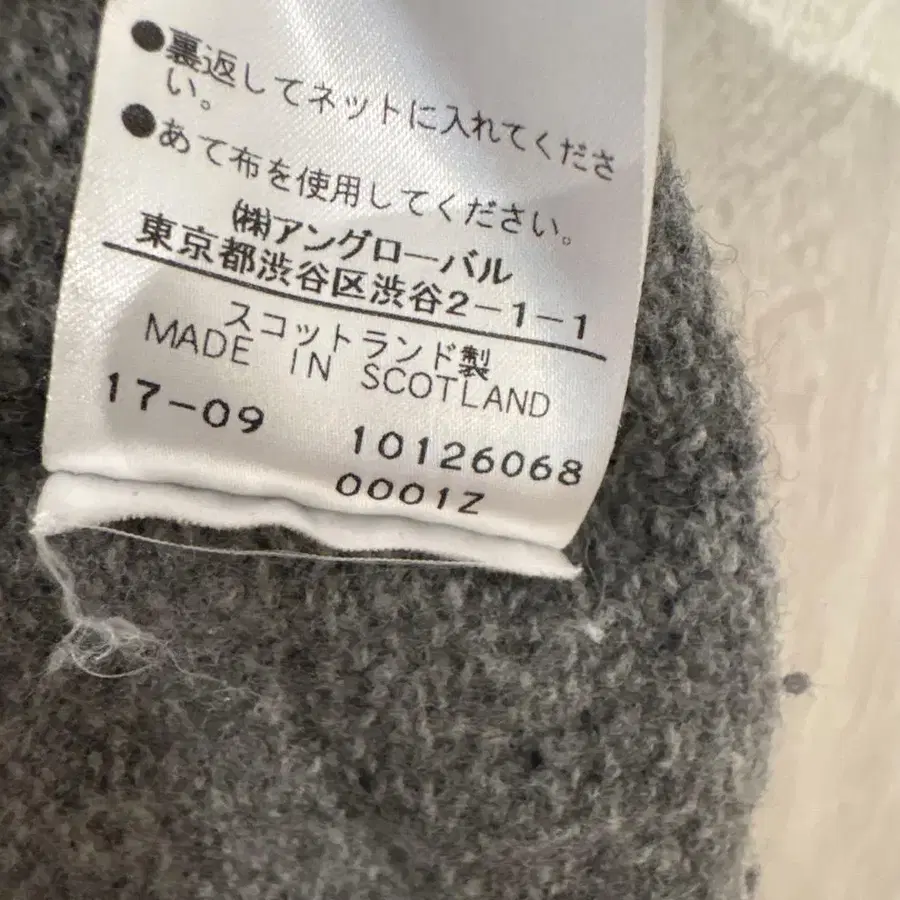 ●裏返してネットに入れてくださ
い。
●あて布を使用してください。
㈱アングローバル
東京都渋谷区渋谷2-1-1
スコットランド製
MADE IN SCOTLAND
17-09
10126068
0001Z